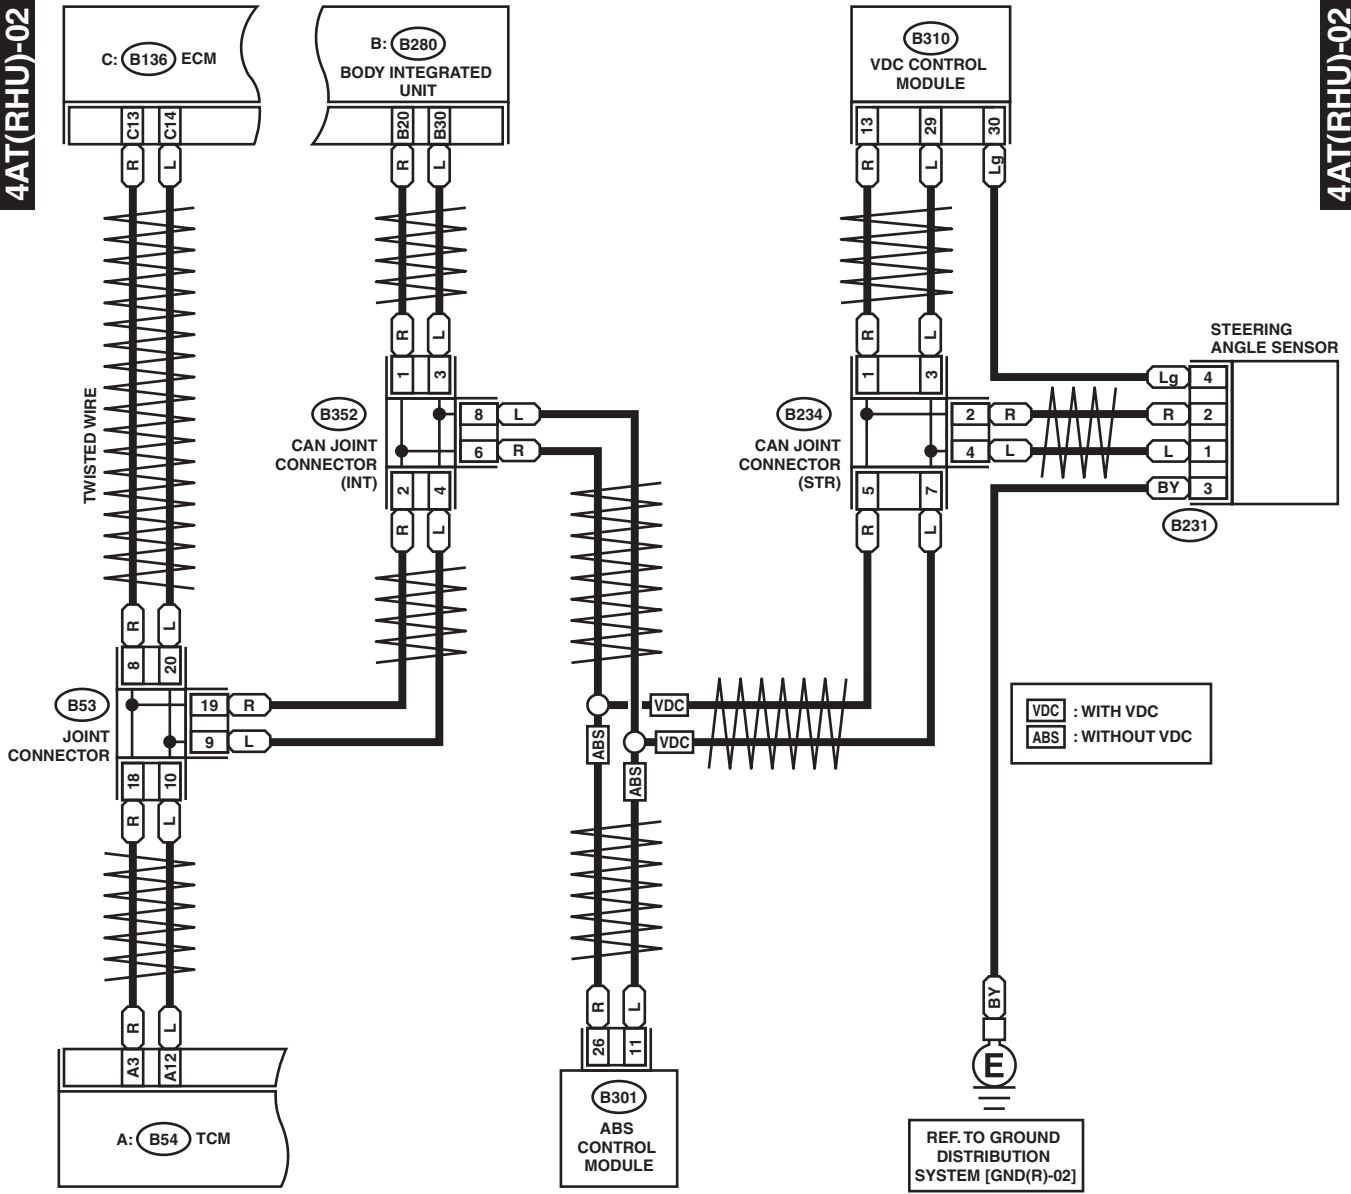 4AT(RHU)-02
4AT(RHU)-02
C: B136 ECM
B: B280
BODY INTEGRATED
UNIT
B310
VDC CONTROL
MODULE
C13 C14
B20 B30
13 29 30
R L
R L
R L Lg
R L
R L
STEERING
ANGLE SENSOR
1 3
1 3
Lg 4
B352
8 L
B234
2 R
R 2
CAN JOINT
CONNECTOR
(INT)
6 R
CAN JOINT
CONNECTOR
(STR)
4 L
L 1
TWISTED WIRE
2 4
5 7
BY 3
R L
R L
B231
R L
8 20
B53
19 R
VDC
JOINT
CONNECTOR
9 L
ABS
VDC
VDC : WITH VDC
ABS : WITHOUT VDC
18 10
ABS
R L
R L
R L
BY
A3 A12
26 11
E
A: B54 TCM
B301
ABS
CONTROL
MODULE
REF. TO GROUND
DISTRIBUTION
SYSTEM [GND(R)-02]